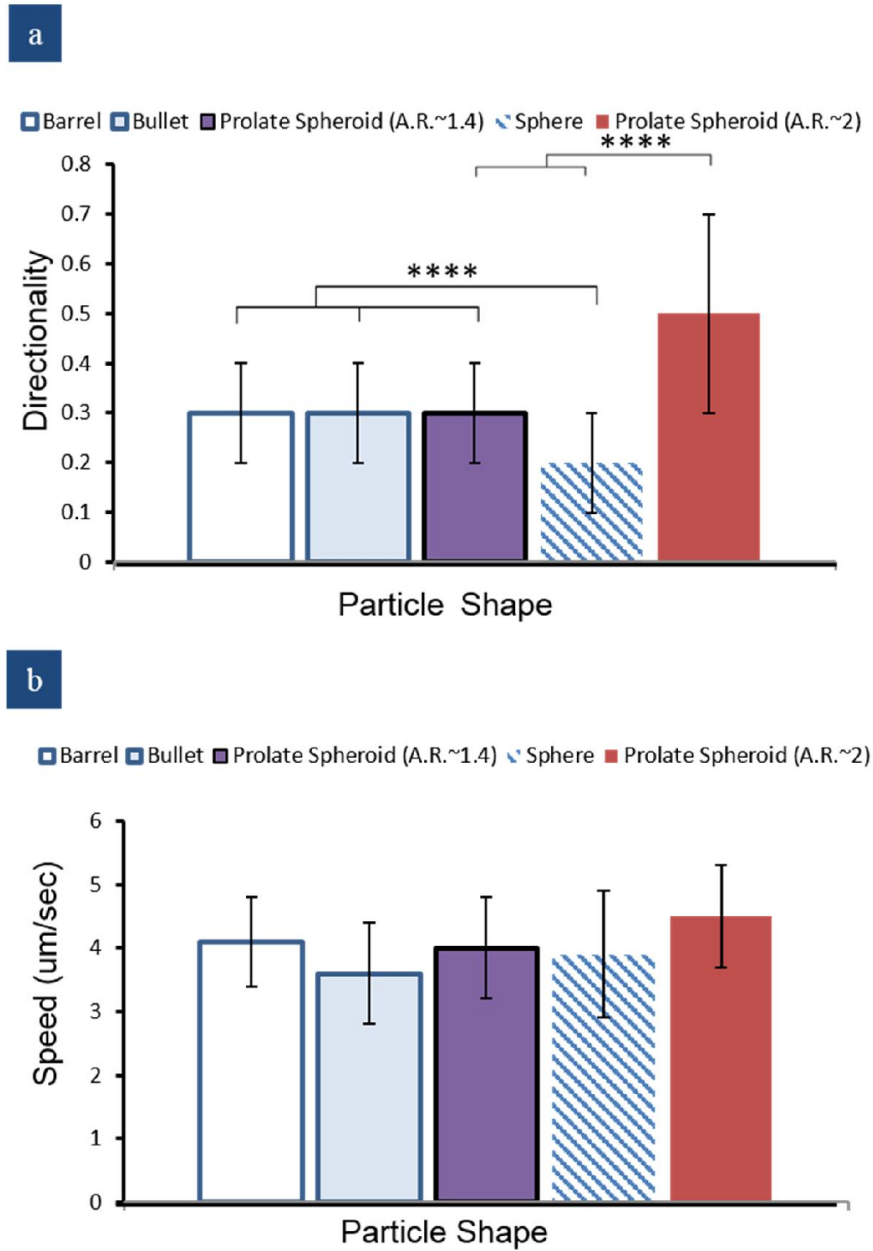 a
Barrel Bullet Prolate Spheroid (A.R.~1.4) Sphere Prolate Spheroid (A.R.~2)
****
0.8
0.7
0.6
****
0.5
0.4
0.3
0.2
0.1
0
Directionality
Particle Shape
b
Barrel Bullet Prolate Spheroid (A.R.~1.4) Sphere Prolate Spheroid (A.R.~2)
6
5
4
3
2
1
0
Speed (um/sec)
Particle Shape